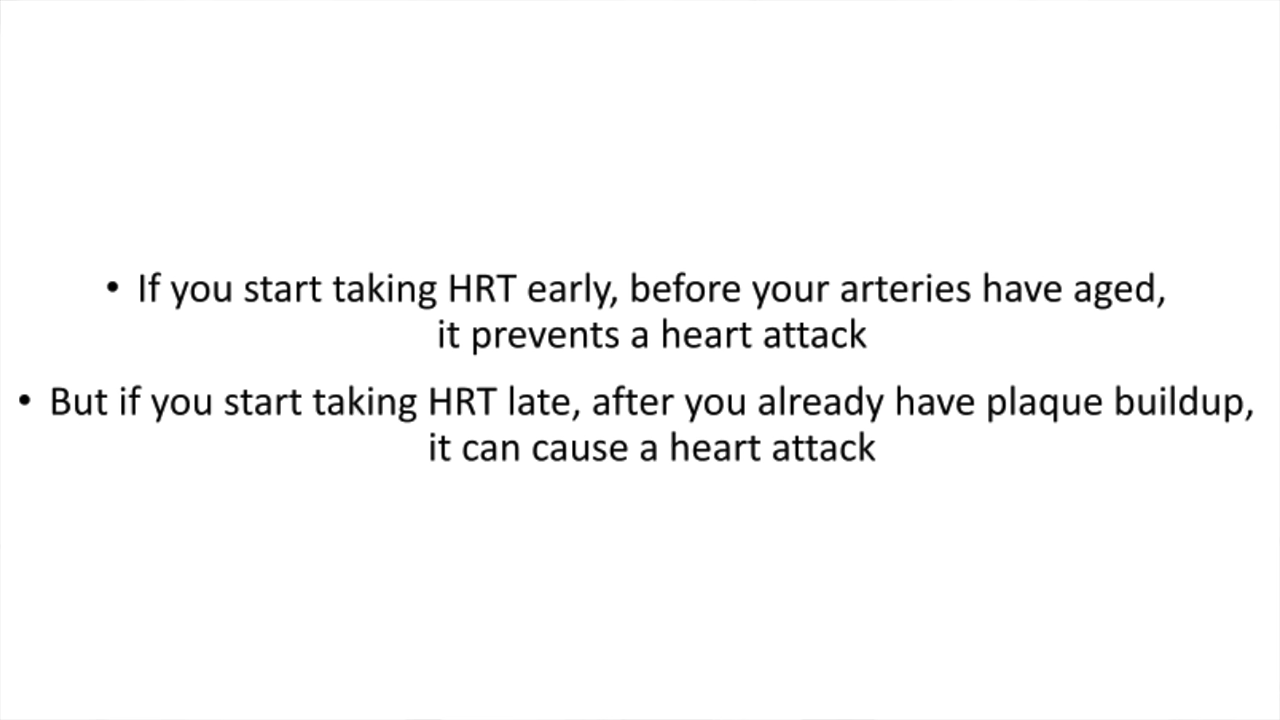 • If you start taking HRT early, before your arteries have aged,
it prevents a heart attack
• But if you start taking HRT late, after you already have plaque buildup,
it can cause a heart attack